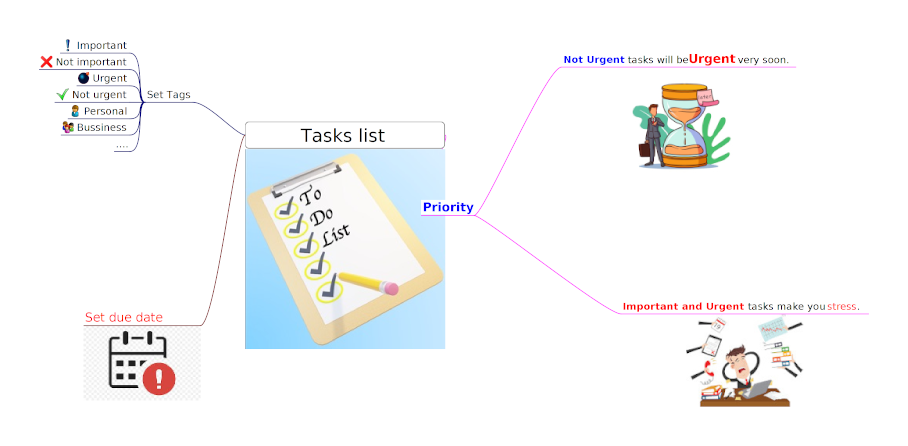 Important
Not important
Urgent
Not urgent
Personal
Bussiness
....
Set Tags
Set due date
Tasks list
To
Do
List
Priority
Not Urgent tasks will be Urgent very soon.
Important and Urgent tasks make you stress.